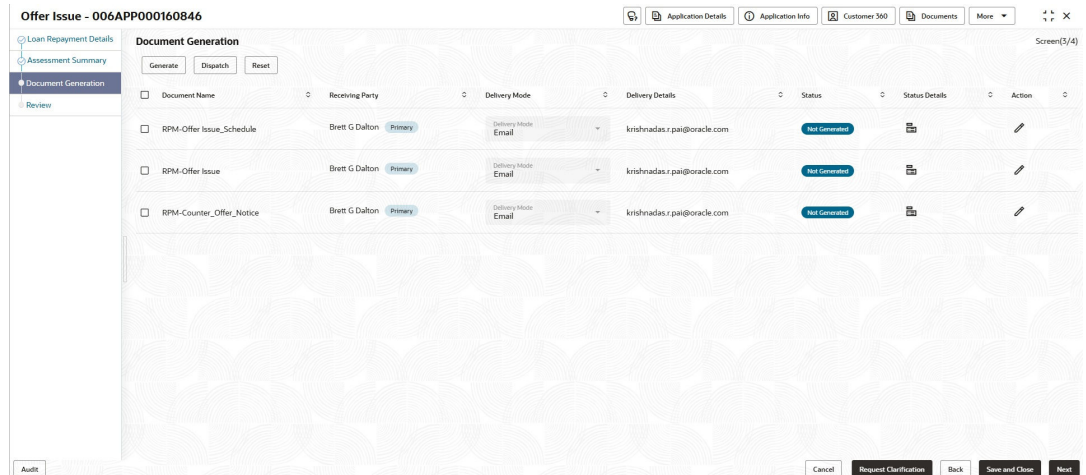 Offer Issue - 006APP000160846
Application Details
Application Info
Customer 360
Documents
More
Loan Repayment Details
Assessment Summary
Document Generation
Review
Document Generation
Screen(3/4)
Generate Dispatch Reset
Document Name Receiving Party Delivery Mode Delivery Details Status Status Details Action
RPM-Offer Issue_Schedule Brett G Dalton Primary Delivery Mode Email krishnadas.r.pai@oracle.com Not Generated
RPM-Offer Issue Brett G Dalton Primary Delivery Mode Email krishnadas.r.pai@oracle.com Not Generated
RPM-Counter_Offer_Notice Brett G Dalton Primary Delivery Mode Email krishnadas.r.pai@oracle.com Not Generated
Audit Cancel Request Clarification Back Save and Close Next